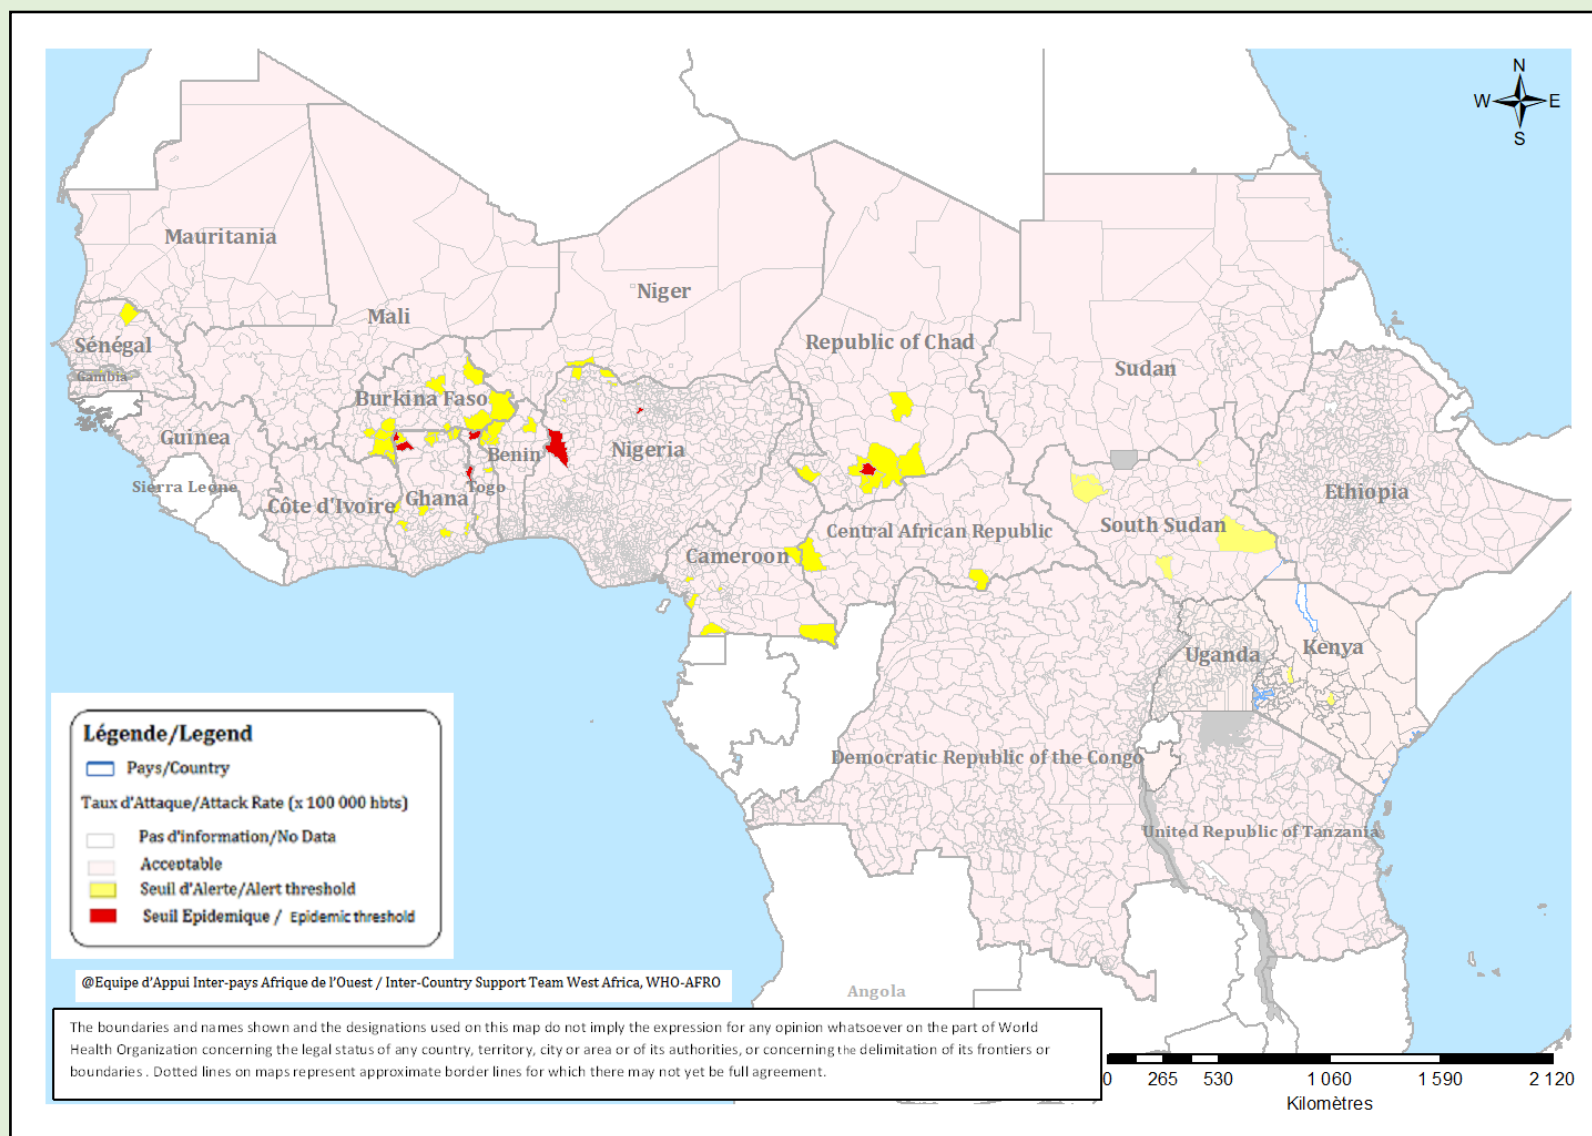 N
W E
S
Mauritania
Niger
Mali
Sénégal
Republic of Chad
Sudan
Gambia
Burkina Faso
Guinea
Benin
Nigeria
Sierra Leone
Togo
Ghana
Côte d'Ivoire
Ethiopia
South Sudan
Central African Republic
Cameroon
Uganda
Kenya
Democratic Republic of the Congo
United Republic of Tanzania
Angola
Légende/Legend
Pays/Country
Taux d'Attaque/Attack Rate (x 100 000 hbts)
Pas d'information/No Data
Acceptable
Seuil d'Alerte/Alert threshold
Seuil Epidemique / Epidemic threshold
@Equipe d'Appui Inter-pays Afrique de l'Ouest / Inter-Country Support Team West Africa, WHO-AFRO
The boundaries and names shown and the designations used on this map do not imply the expression for any opinion whatsoever on the part of World
Health Organization concerning the legal status of any country, territory, city or area or of its authorities, or concerning the delimitation of its frontiers or
boundaries . Dotted lines on maps represent approximate border lines for which there may not yet be full agreement.
0 265 530 1 060 1 590 2 120
Kilomètres